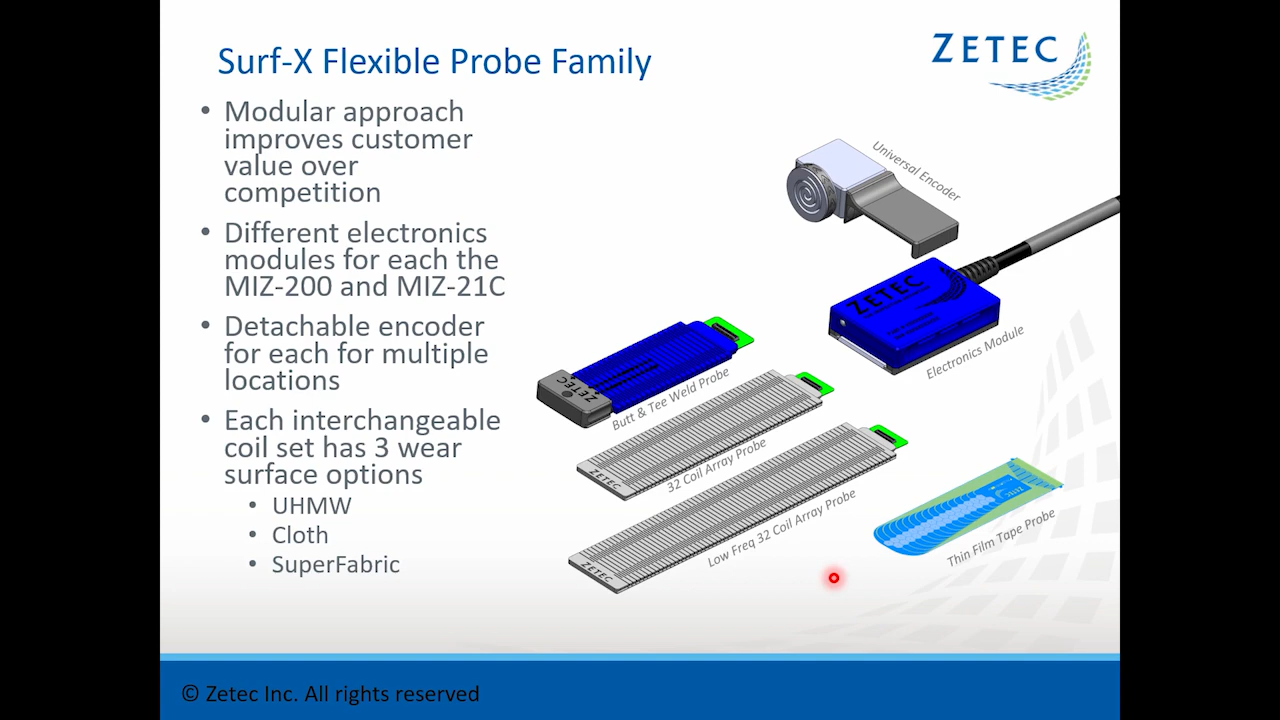 Surf-X Flexible Probe Family
ZETEC
• Modular approach
improves customer
value over
competition
• Different electronics
modules for each the
MIZ-200 and MIZ-21C
• Detachable encoder
for each for multiple
locations
• Each interchangeable
coil set has 3 wear
surface options
• UHMW
• Cloth
• SuperFabric
Universal Encoder
ZETEC
Electronics Module
ZETEC
Butt & Tee Weld Probe
ZETEC
32 Coil Array Probe
ZETEC
Low Freq 32 Coil Array Probe
ZETEC
Thin Film Tape Probe
© Zetec Inc. All rights reserved